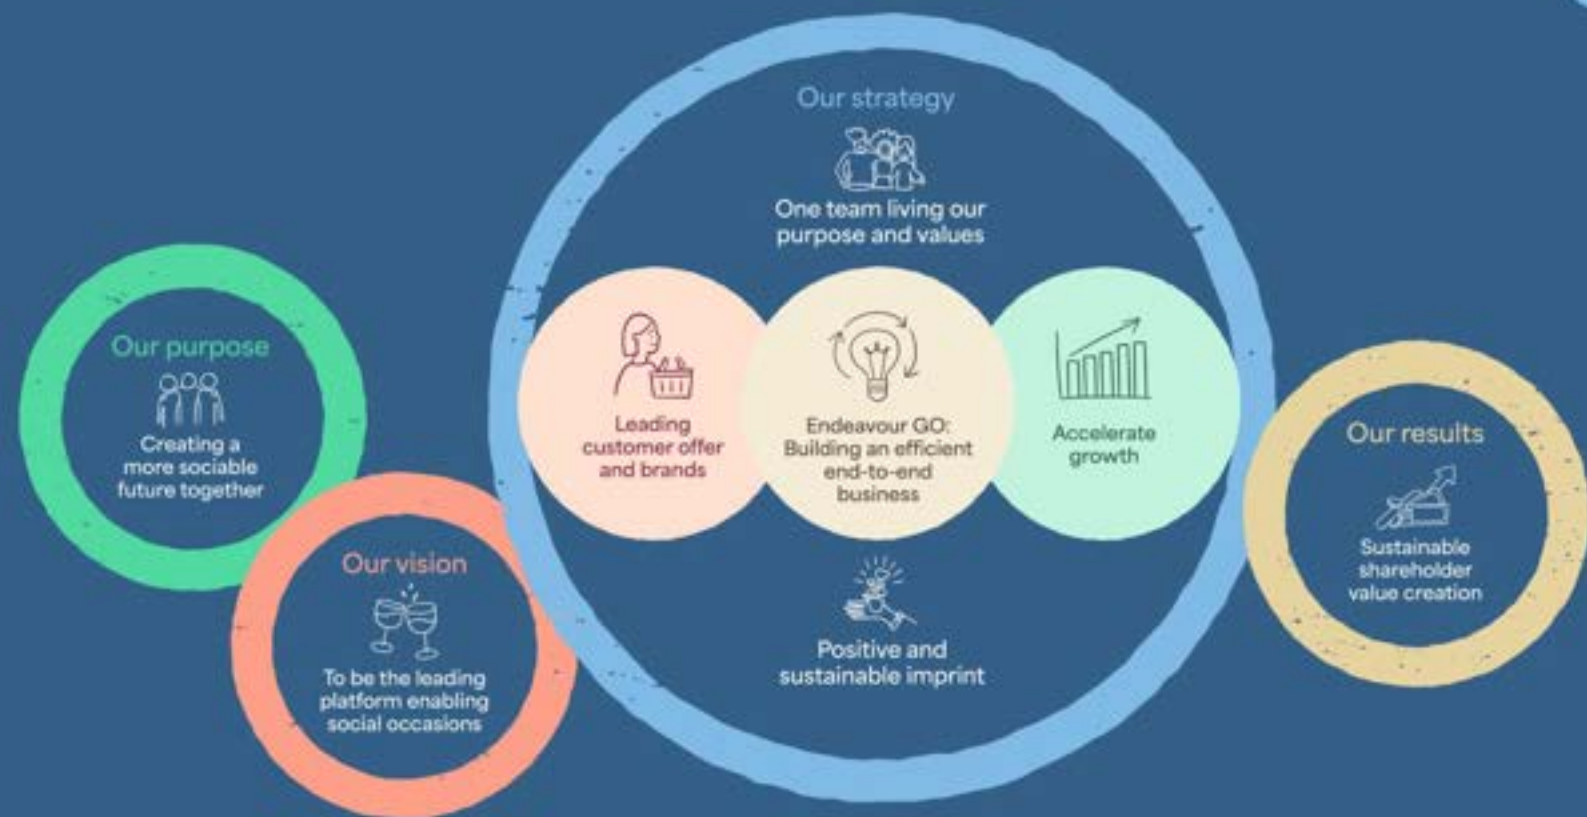 Our purpose
Creating a
more sociable
future together
Our vision
To be the leading
platform enabling
social occasions
Our strategy
One team living our
purpose and values
Leading
customer offer
and brands
Endeavour GO:
Building an efficient
end-to-end
business
Accelerate
growth
Positive and
sustainable imprint
Our results
Sustainable
shareholder
value creation